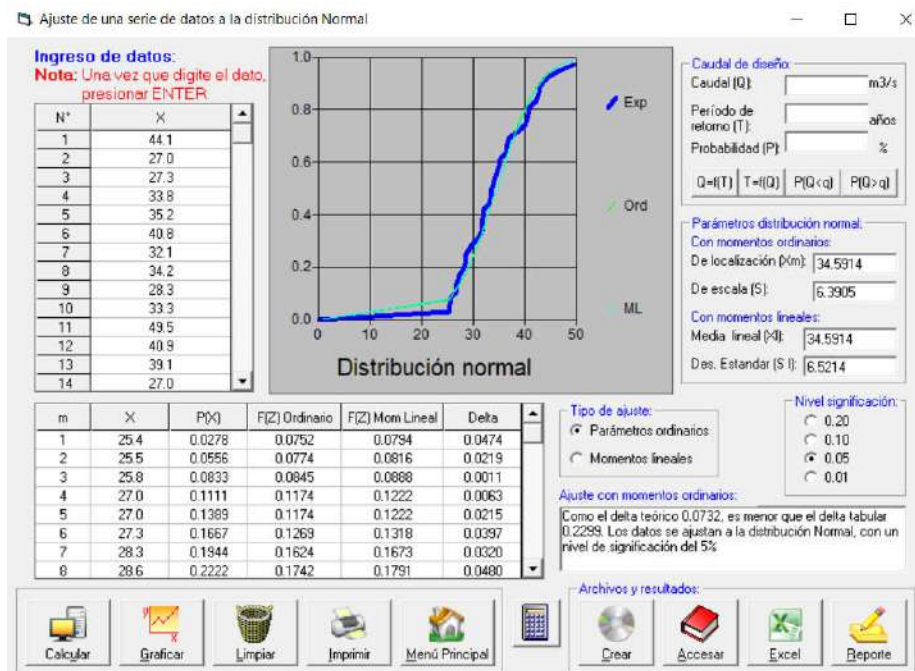 Ajuste de una serie de datos a la distribución Normal
Ingreso de datos:
Nota: Una vez que digite el dato,
presionar ENTER
N° X
1 44.1
2 27.0
3 27.3
4 33.8
5 35.2
6 40.8
7 32.1
8 34.2
9 28.3
10 33.3
11 49.5
12 40.9
13 39.1
14 27.0
1.0
0.8
0.6
0.4
0.2
0.0
0 10 20 30 40 50
Exp
Ord
ML
Distribución normal
Caudal de diseño:
Caudal (Q): m3/s
Período de
retorno (T): años
Probabilidad (P): %
Q=f(T) T=f(Q) P(Q<q) P(Q>q)
Parámetros distribución normal:
Con momentos ordinarios:
De localización (Xm): 34.5914
De escala (S): 6.3905
Con momentos lineales:
Media lineal (Xl): 34.5914
Des. Estandar (S l): 6.5214
m X P(X) F(Z) Ordinario F(Z) Mom Lineal Delta
1 25.4 0.0278 0.0752 0.0794 0.0474
2 25.5 0.0556 0.0774 0.0816 0.0219
3 25.8 0.0833 0.0845 0.0888 0.0011
4 27.0 0.1111 0.1174 0.1222 0.0063
5 27.0 0.1389 0.1174 0.1222 0.0215
6 27.3 0.1667 0.1269 0.1318 0.0397
7 28.3 0.1944 0.1624 0.1673 0.0320
8 28.6 0.2222 0.1742 0.1791 0.0480
Tipo de ajuste:
Parámetros ordinarios
Momentos lineales
Nivel significación:
0.20
0.10
0.05
0.01
Ajuste con momentos ordinarios:
Como el delta teórico 0.0732, es menor que el delta tabular
0.2299. Los datos se ajustan a la distribución Normal, con un
nivel de significación del 5%
Calcular Graficar Limpiar Imprimir Menú Principal
Archivos y resultados:
Crear Accesar Excel Reporte